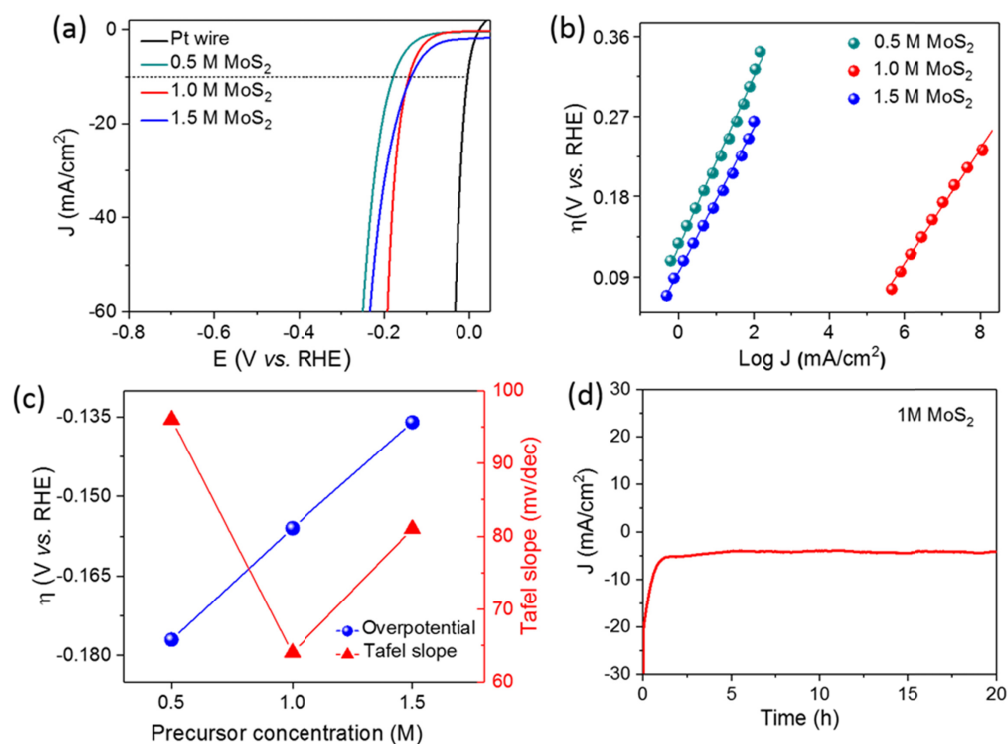 (a)
0
-20
-40
-60
J (mA/cm²)
Pt wire
0.5 M MoS₂
1.0 M MoS₂
1.5 M MoS₂
-0.8
-0.6
-0.4
-0.2
0.0
E (V vs. RHE)
(b)
0.36
0.27
0.18
0.09
η(V vs. RHE)
0.5 M MoS₂
1.0 M MoS₂
1.5 M MoS₂
0
2
4
6
8
Log J (mA/cm²)
(c)
-0.135
-0.150
-0.165
-0.180
η (V vs. RHE)
Overpotential
Tafel slope
100
95
90
85
80
75
70
65
60
Tafel slope (mv/dec)
0.5
1.0
1.5
Precursor concentration (M)
(d)
30
20
10
0
-10
-20
-30
J (mA/cm²)
1M MoS₂
0
5
10
15
20
Time (h)